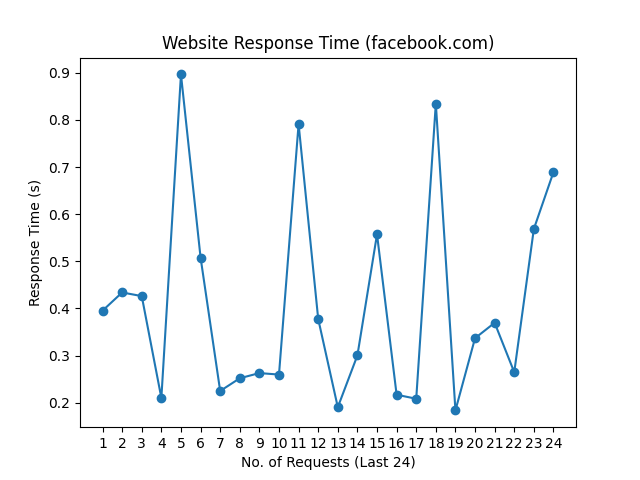 Website Response Time (facebook.com)
0.9
0.8
0.7
0.6
0.5
0.4
0.3
0.2
Response Time (s)
1 2 3 4 5 6 7 8 9 10 11 12 13 14 15 16 17 18 19 20 21 22 23 24
No. of Requests (Last 24)